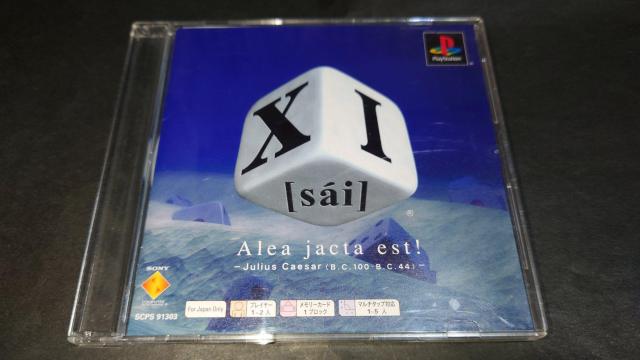 PlayStation
X I
[sái]
®
Alea jacta est!
-Julius Caesar (B.C.100-B.C.44)-
SONY
COMPUTER ENTERTAINMENT
SCPS 91303
For Japan Only
プレイヤー
1-2人
メモリーカード
1ブロック
マルチタップ対応
1-5人